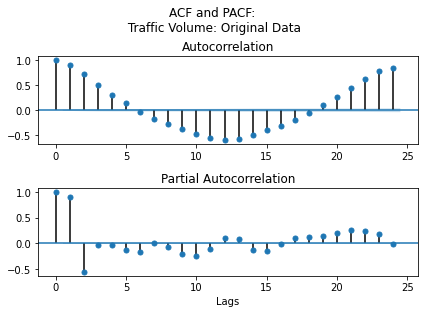 ACF and PACF:
Traffic Volume: Original Data
Autocorrelation
1.0
0.5
0.0
−0.5
0 5 10 15 20 25
Partial Autocorrelation
1.0
0.5
0.0
−0.5
0 5 10 15 20 25
Lags